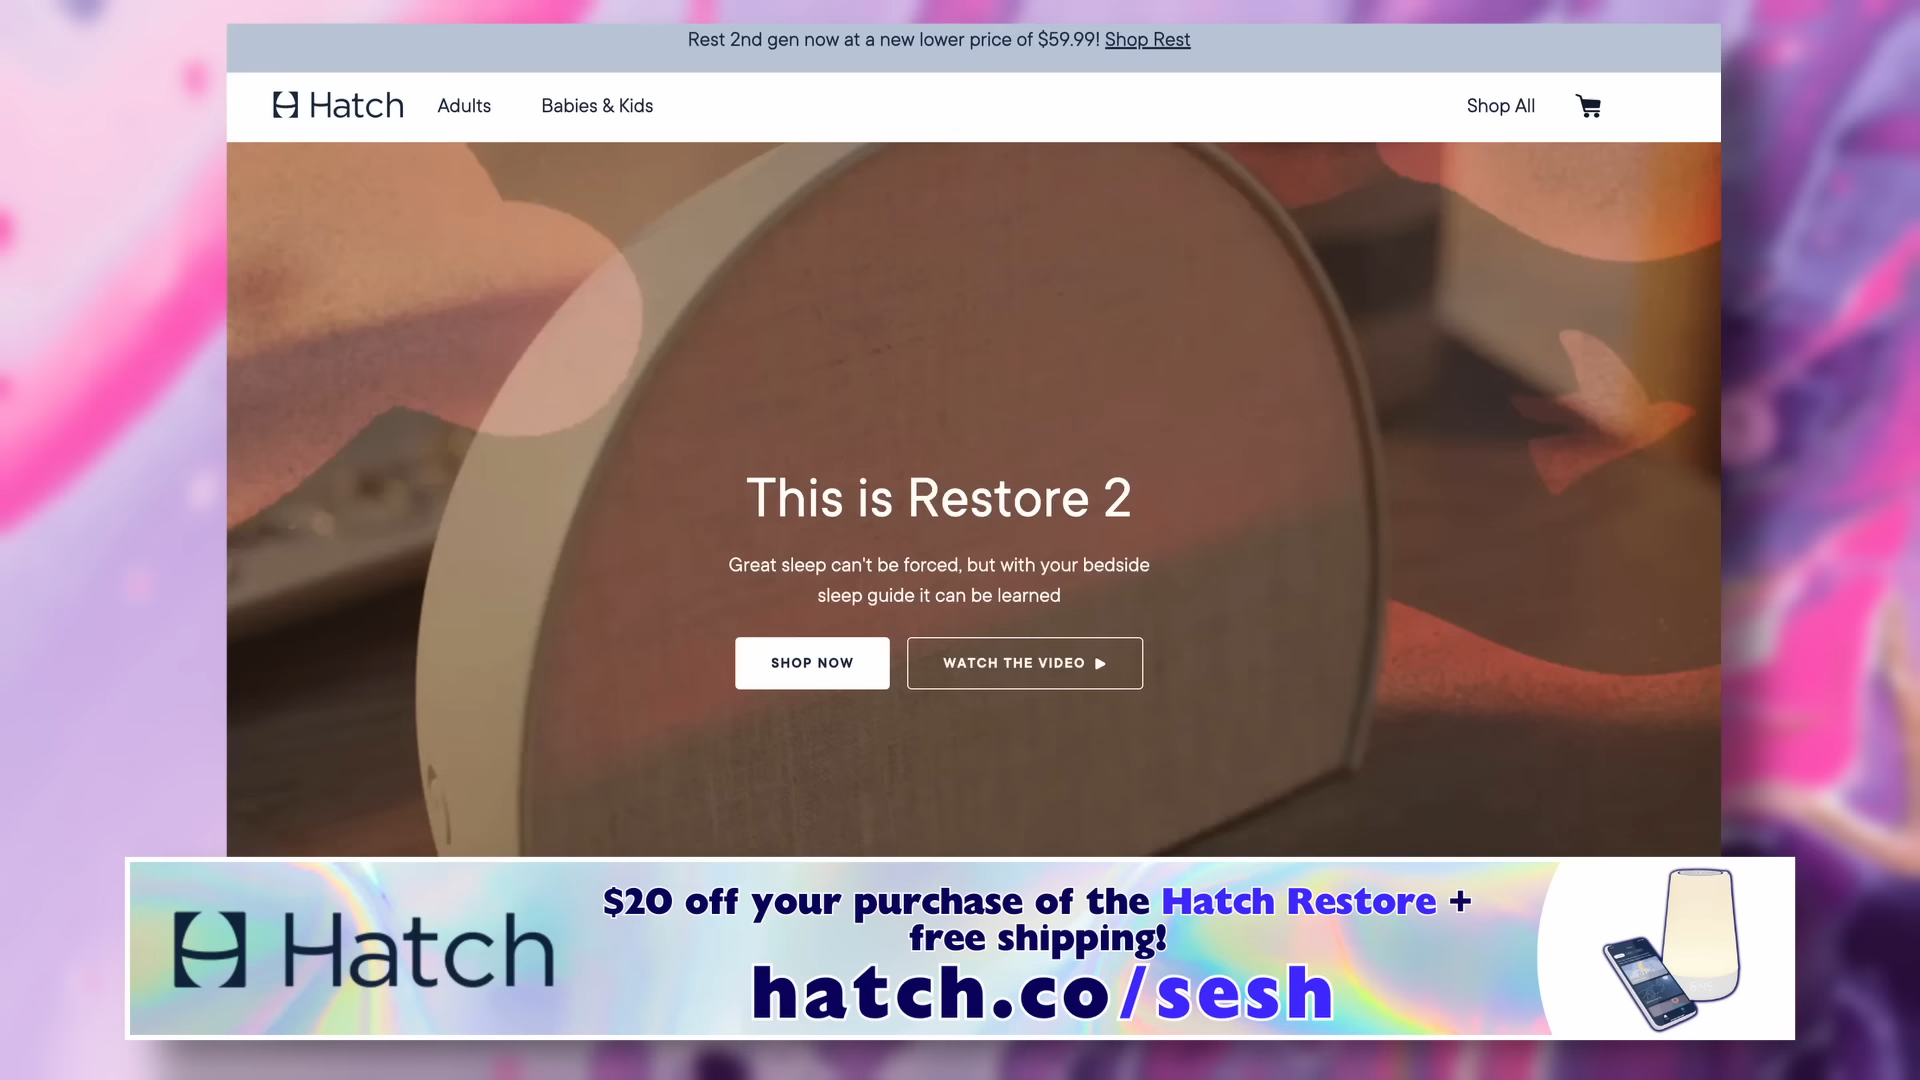 Rest 2nd gen now at a new lower price of $59.99! Shop Rest
Hatch Adults Babies & Kids Shop All
This is Restore 2
Great sleep can't be forced, but with your bedside
sleep guide it can be learned
SHOP NOW WATCH THE VIDEO
Hatch
$20 off your purchase of the Hatch Restore +
free shipping!
hatch.co/sesh